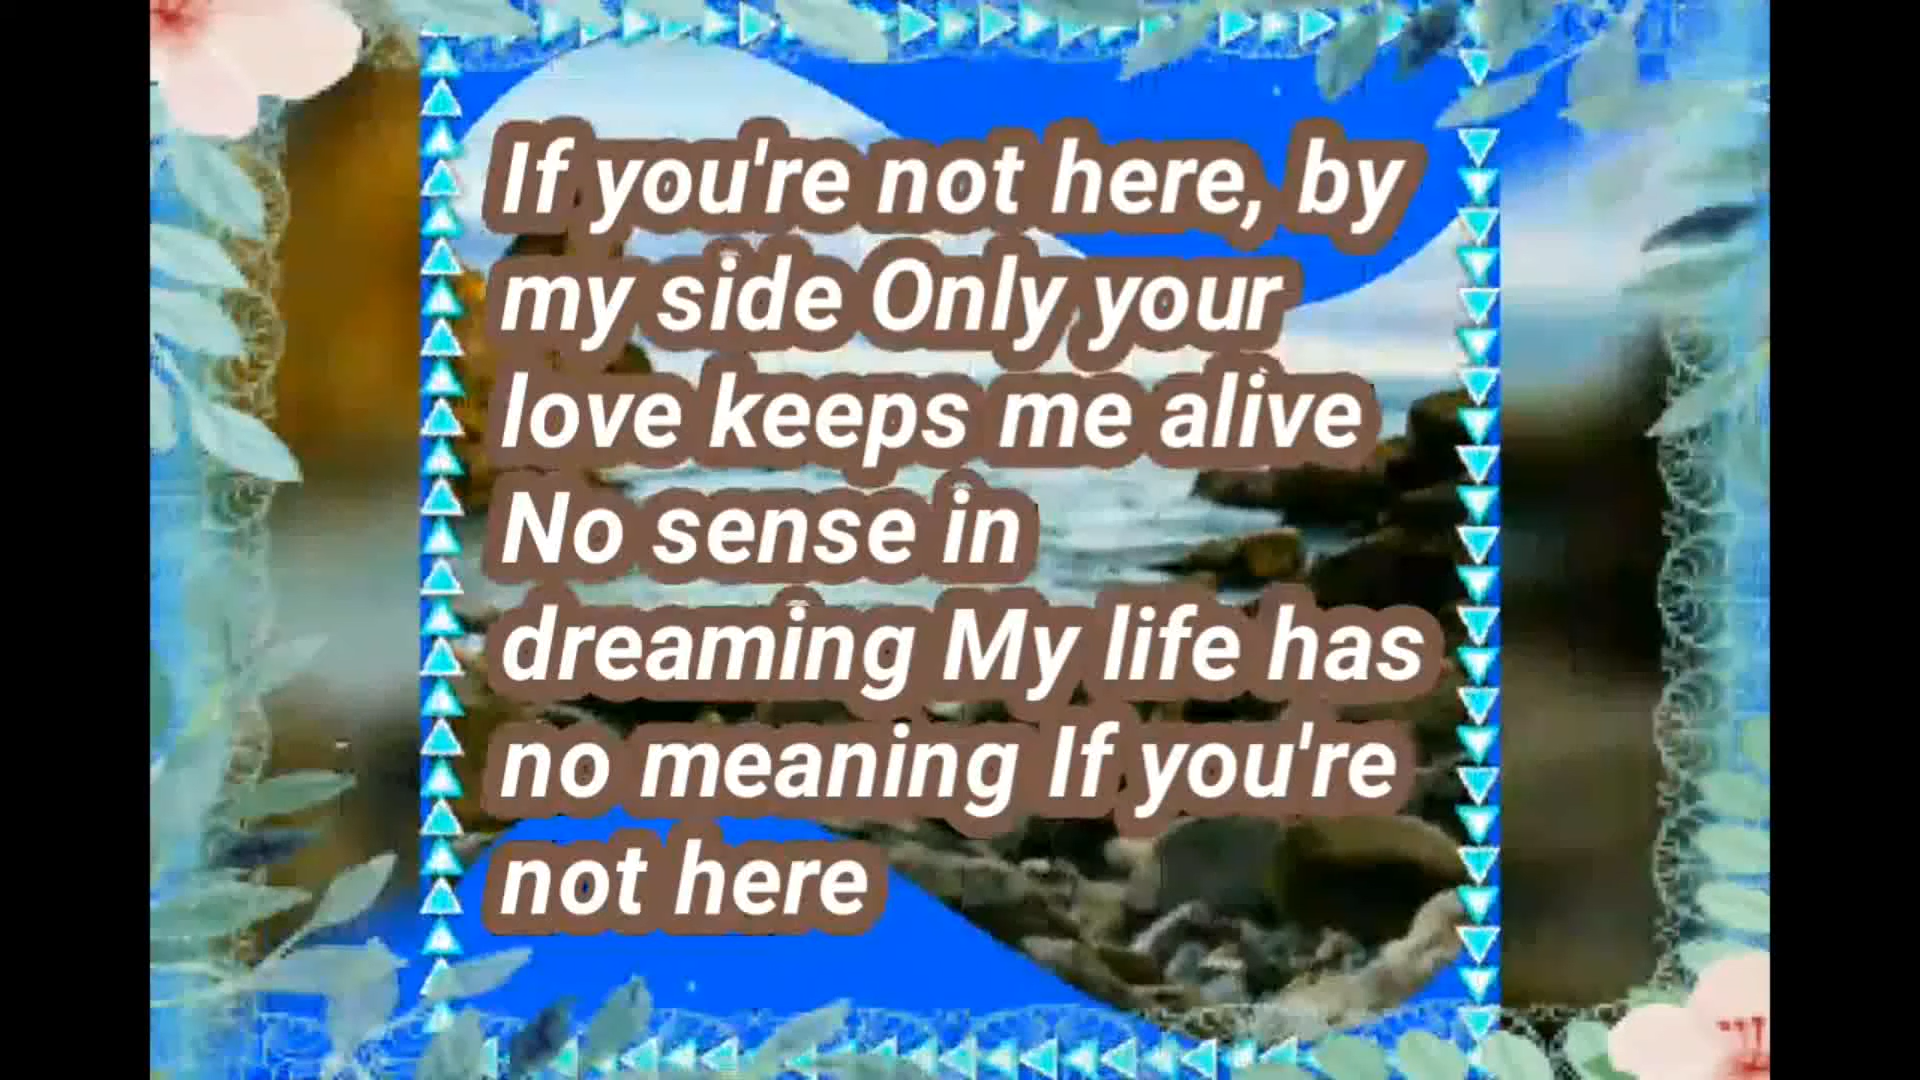 If you're not here, by
my side Only your
love keeps me alive
No sense in
dreaming My life has
no meaning If you're
not here